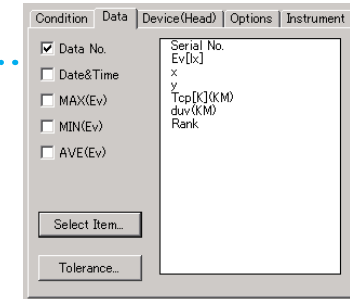 Condition Data Device(Head) Options Instrument
Data No.
Date&Time
MAX(Ev)
MIN(Ev)
AVE(Ev)
Select Item...
Tolerance...
Serial No.
Ev[lx]
x
y
Tcp[K](KM)
duv(KM)
Rank